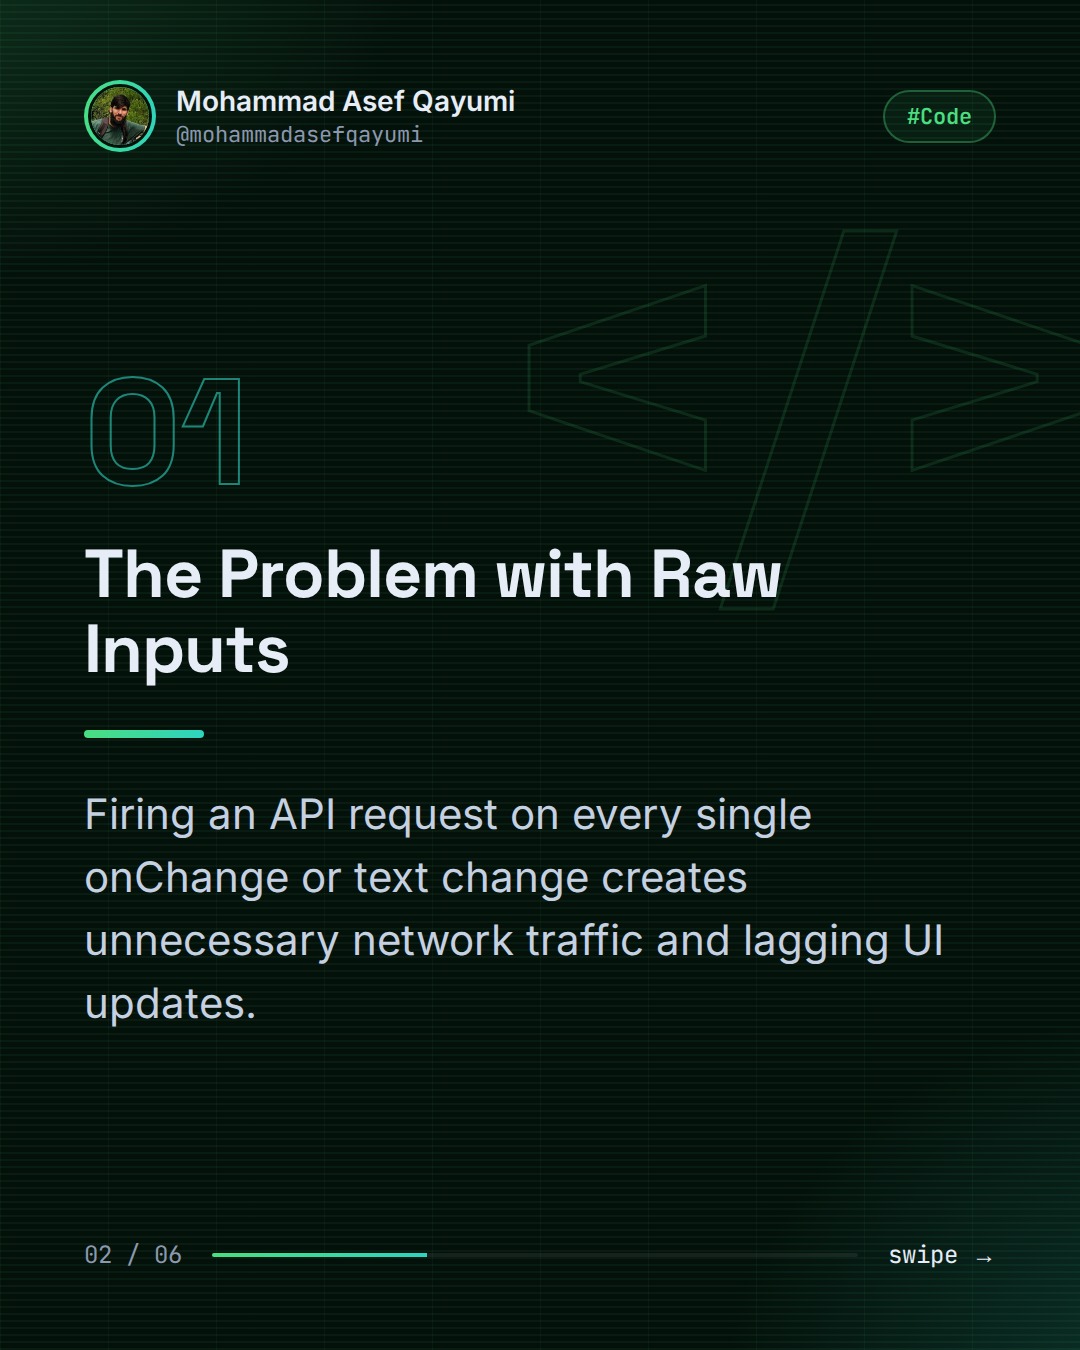 Mohammad Asef Qayumi
@mohammadasefqayumi
#Code
</>
01
The Problem with Raw
Inputs
Firing an API request on every single
onChange or text change creates
unnecessary network traffic and lagging UI
updates.
02 / 06
swipe →